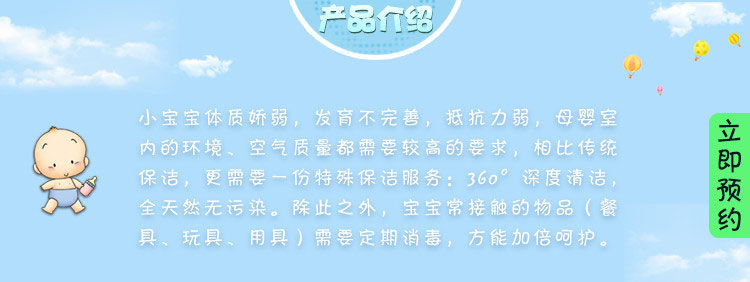 产品介绍
小宝宝体质娇弱，发育不完善，抵抗力弱，母婴室
内的环境、空气质量都需要较高的要求，相比传统
保洁，更需要一份特殊保洁服务：360°深度清洁，
全天然无污染。除此之外，宝宝常接触的物品（餐
具、玩具、用具）需要定期消毒，方能加倍呵护。
立即预约